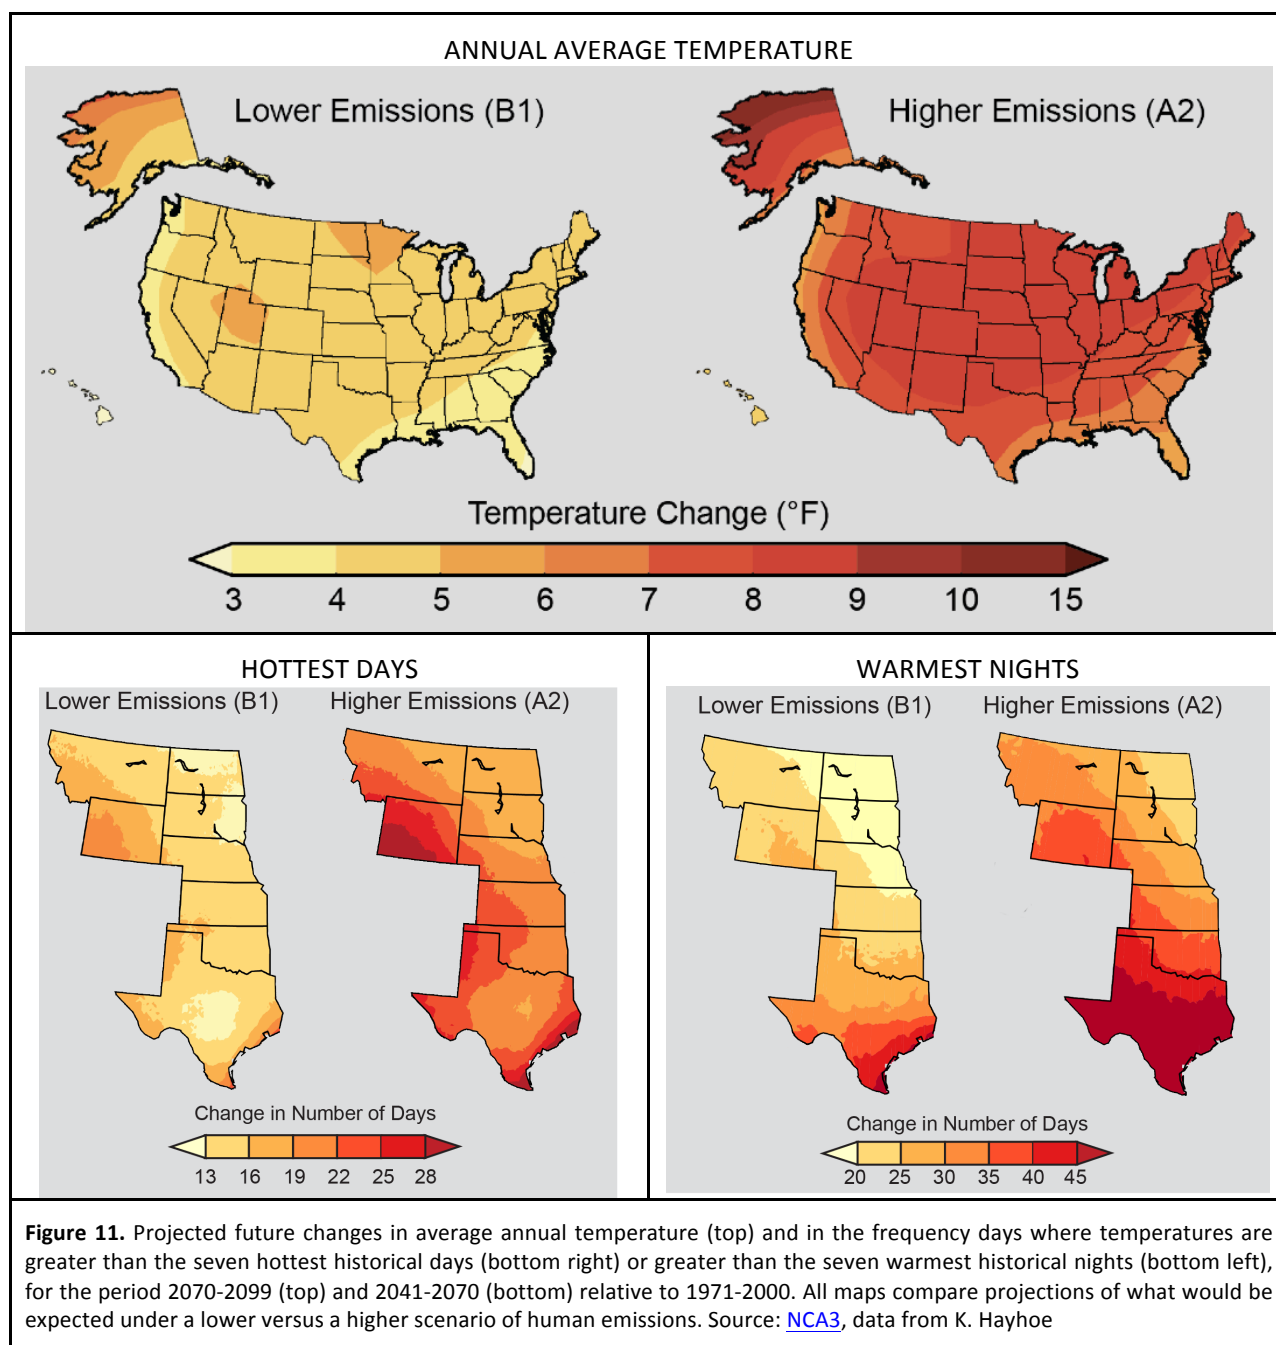 ANNUAL AVERAGE TEMPERATURE
Lower Emissions (B1)
Higher Emissions (A2)
Temperature Change (°F)
3 4 5 6 7 8 9 10 15
HOTTEST DAYS
Lower Emissions (B1) Higher Emissions (A2)
Change in Number of Days
13 16 19 22 25 28
WARMEST NIGHTS
Lower Emissions (B1) Higher Emissions (A2)
Change in Number of Days
20 25 30 35 40 45
Figure 11. Projected future changes in average annual temperature (top) and in the frequency days where temperatures are
greater than the seven hottest historical days (bottom right) or greater than the seven warmest historical nights (bottom left),
for the period 2070-2099 (top) and 2041-2070 (bottom) relative to 1971-2000. All maps compare projections of what would be
expected under a lower versus a higher scenario of human emissions. Source: NCA3, data from K. Hayhoe